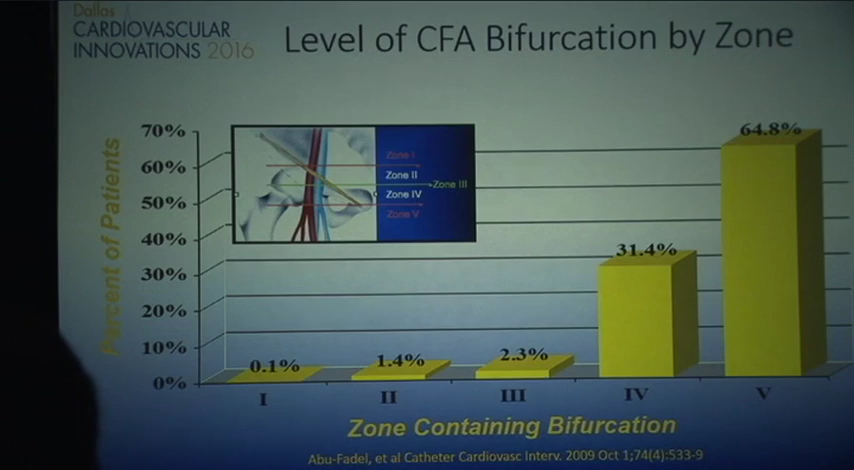 Dallas
CARDIOVASCULAR
INNOVATIONS 2016
Level of CFA Bifurcation by Zone
Percent of Patients
70%
60%
50%
40%
30%
20%
10%
0%
Zone I
Zone II
Zone III
Zone IV
Zone V
0.1%
1.4%
2.3%
31.4%
64.8%
I
II
III
IV
V
Zone Containing Bifurcation
Abu-Fadel, et al Catheter Cardiovasc Interv. 2009 Oct 1;74(4):533-9